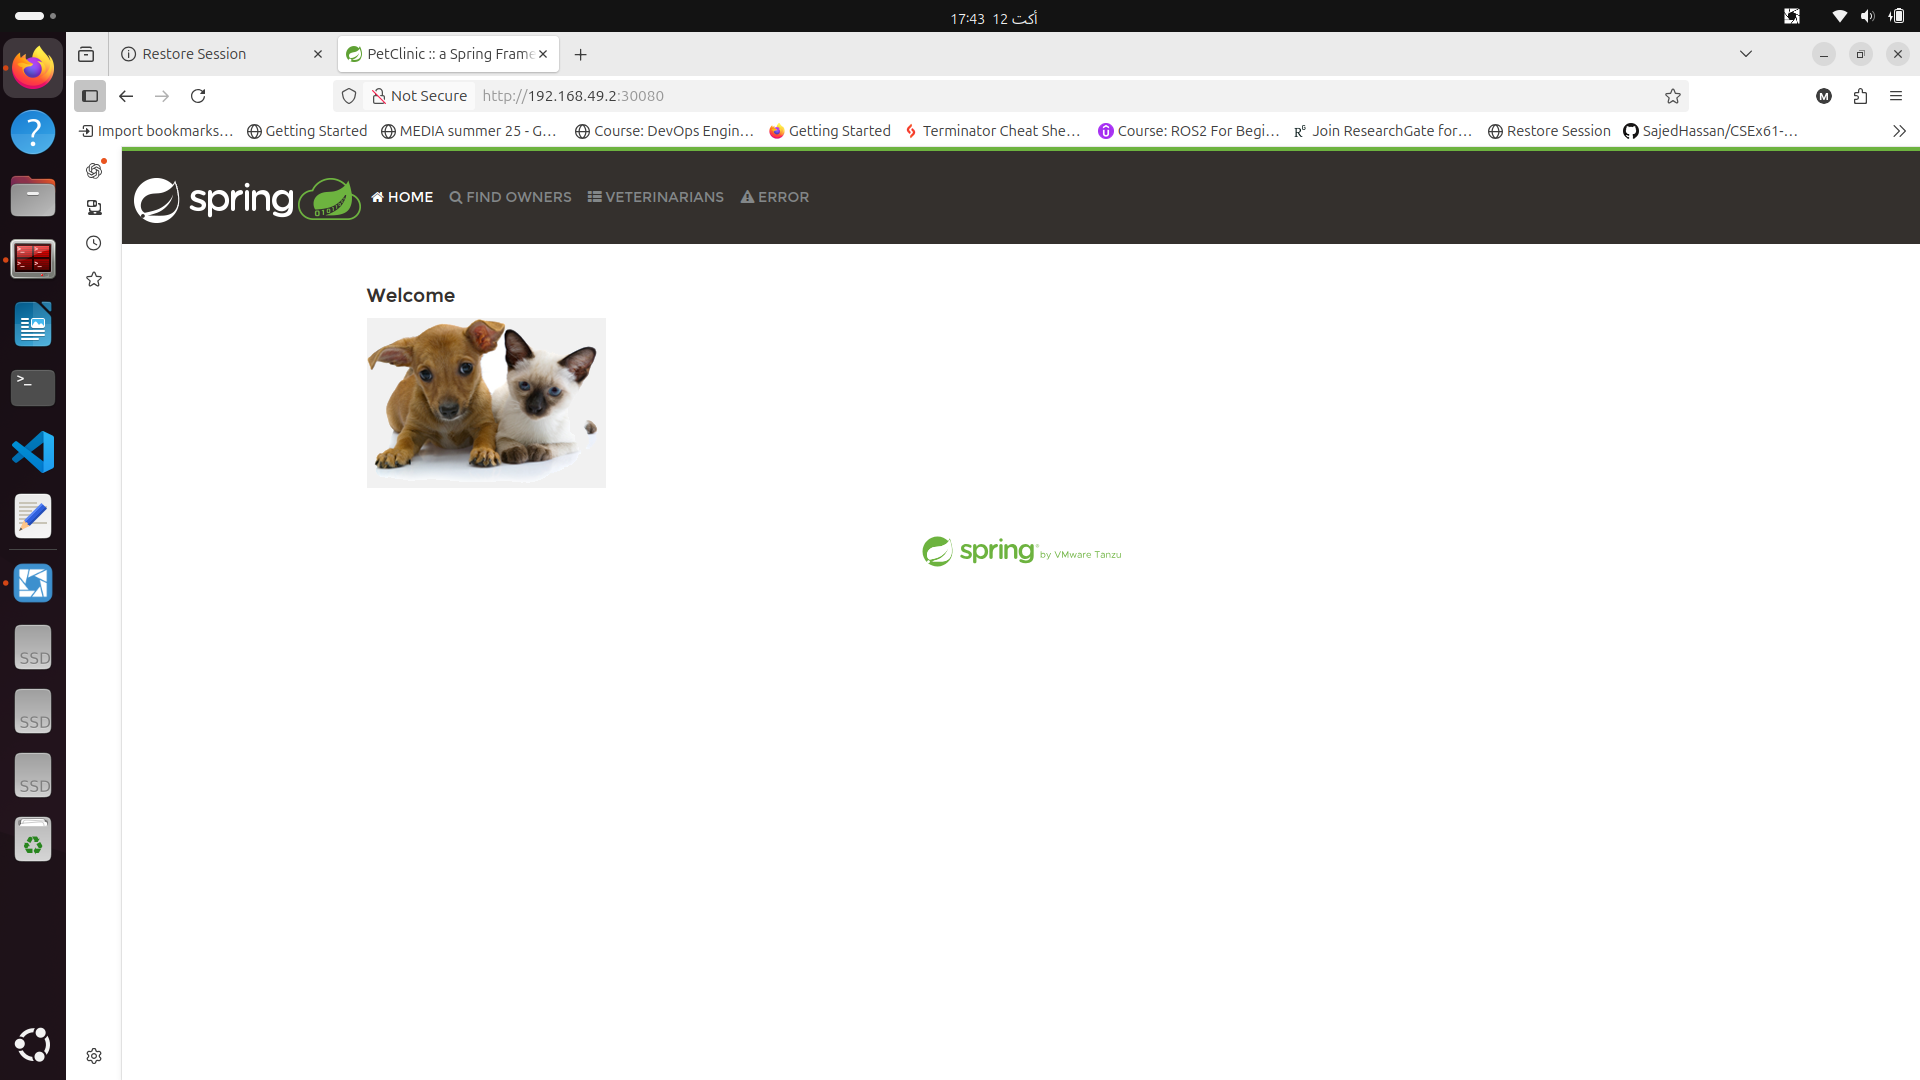 17:43 12 أكت
Restore Session
PetClinic :: a Spring Frame
Not Secure
http://192.168.49.2:30080
M
Import bookmarks…
Getting Started
MEDIA summer 25 - G…
Course: DevOps Engin…
Getting Started
Terminator Cheat She…
Course: ROS2 For Begi…
Join ResearchGate for…
Restore Session
SajedHassan/CSEx61-…
spring
HOME
FIND OWNERS
VETERINARIANS
ERROR
Welcome
spring by VMware Tanzu
SSD
SSD
SSD